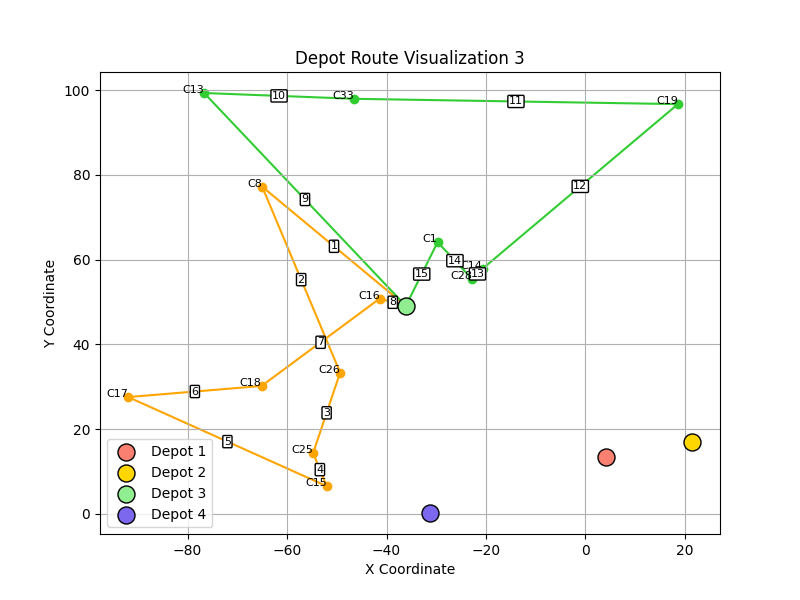 Depot Route Visualization 3
Y Coordinate
100
80
60
40
20
0
C13
10
C33
11
C19
C8
9
12
1
C1
14
C14
15
C28
13
2
C16
8
7
C26
C18
6
C17
3
5
C25
4
C15
Depot 1
Depot 2
Depot 3
Depot 4
−80
−60
−40
−20
0
20
X Coordinate